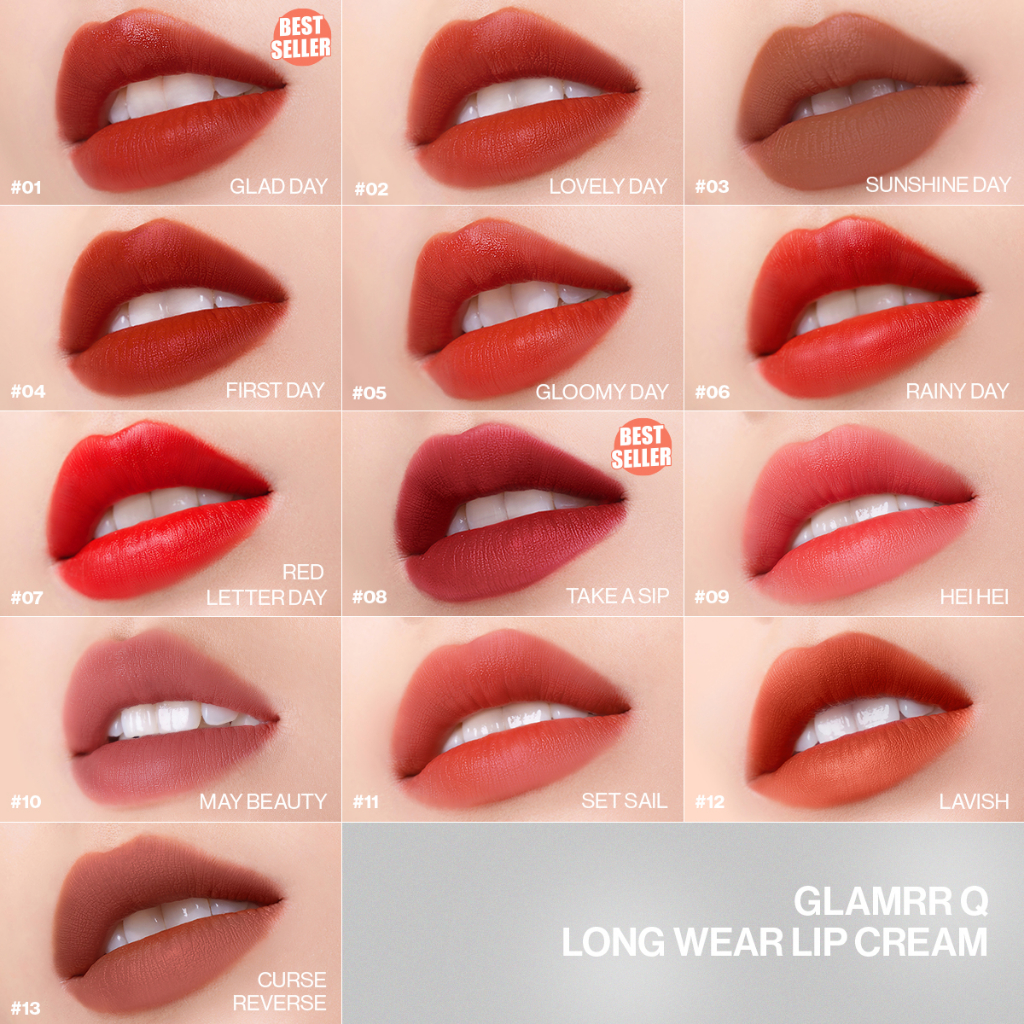 BEST
SELLER
#01
GLAD DAY
#02
LOVELY DAY
#03
SUNSHINE DAY
#04
FIRST DAY
#05
GLOOMY DAY
#06
RAINY DAY
#07
RED
LETTER DAY
BEST
SELLER
#08
TAKE A SIP
#09
HEI HEI
#10
MAY BEAUTY
#11
SET SAIL
#12
LAVISH
#13
CURSE
REVERSE
GLAMRR Q
LONG WEAR LIP CREAM